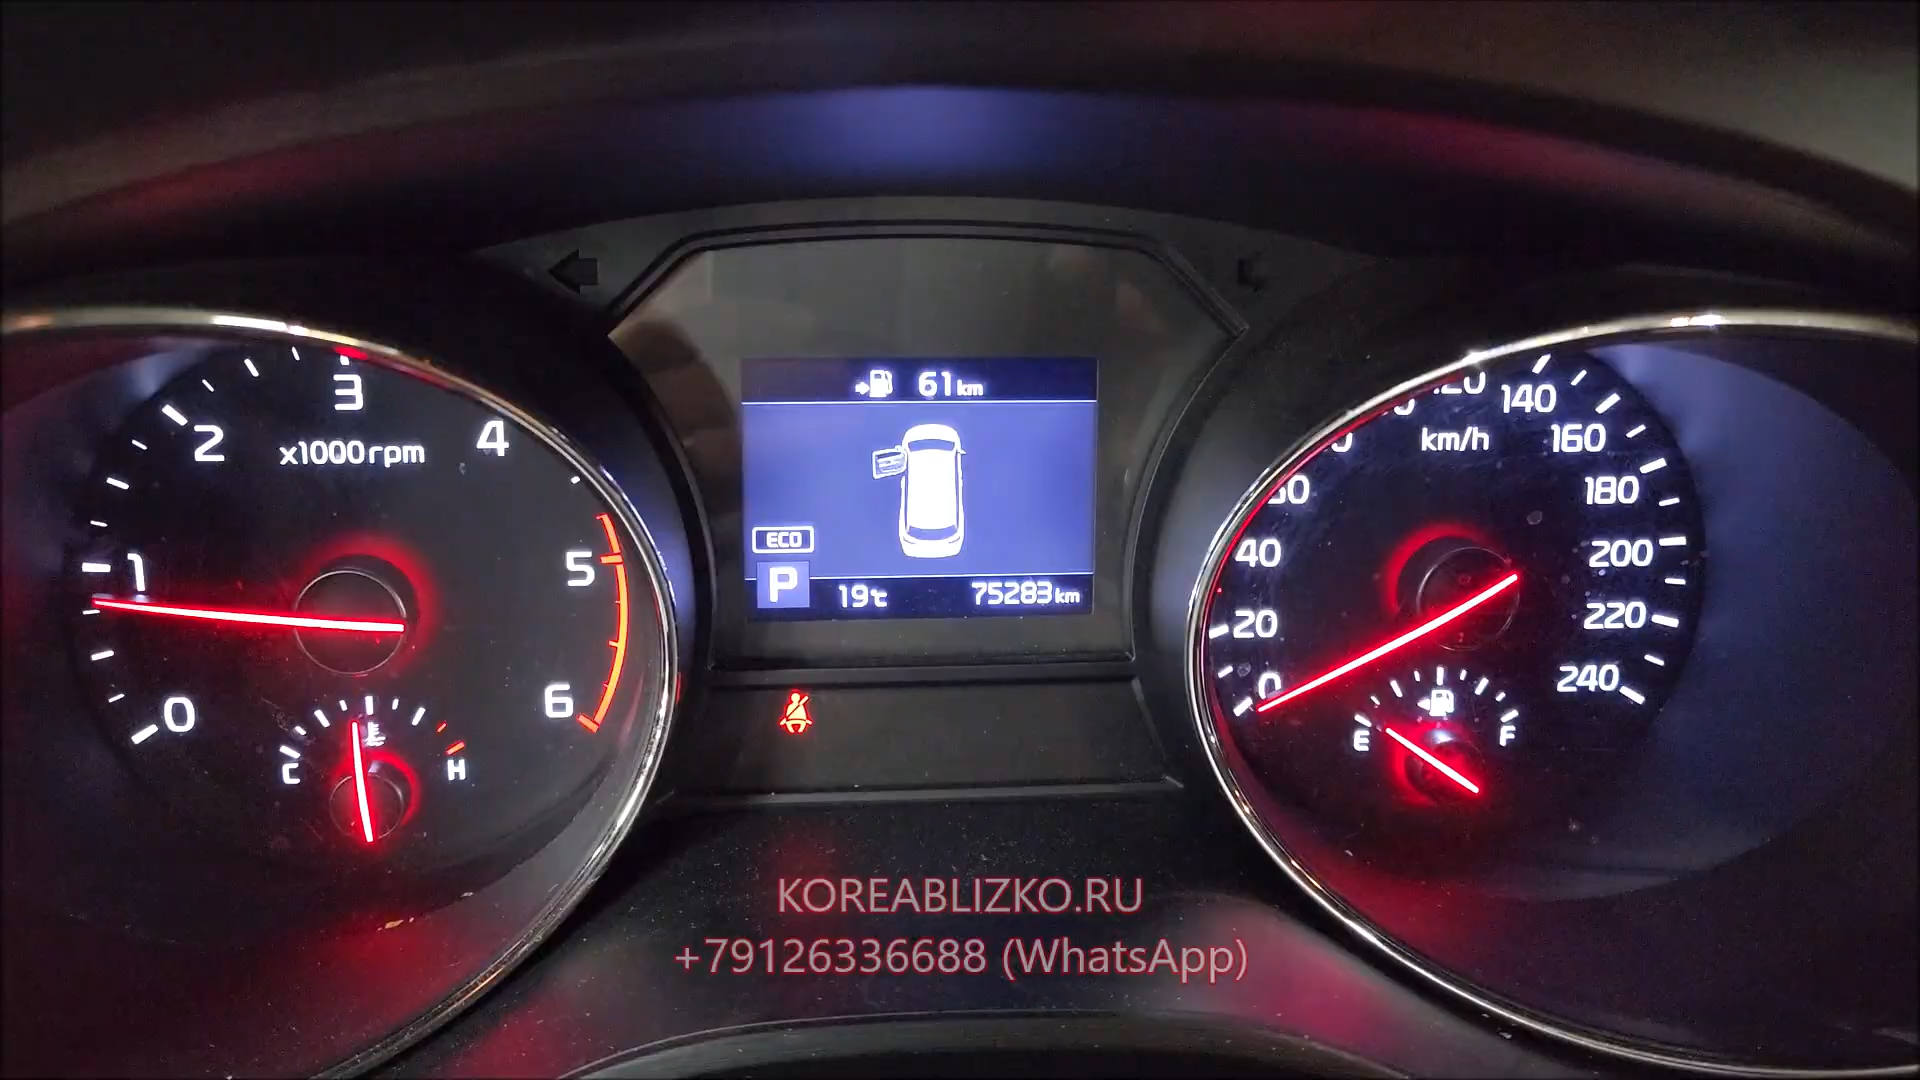 61km
ECO
P 19℃ 75283km
x1000rpm
0
1
2
3
4
5
6
C H
km/h
0
20
40
140
160
180
200
220
240
E F
KOREABLIZKO.RU
+79126336688 (WhatsApp)